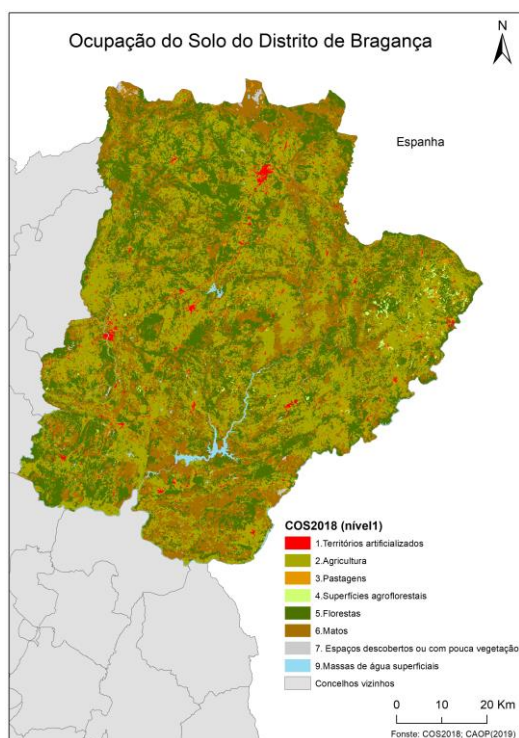 Ocupação do Solo do Distrito de Bragança
N
Espanha
COS2018 (nível1)
1.Territórios artificializados
2.Agricultura
3.Pastagens
4.Superfícies agroflorestais
5.Florestas
6.Matos
7. Espaços descobertos ou com pouca vegetação
9.Massas de água superficiais
Concelhos vizinhos
0 10 20 Km
Fonste: COS2018; CAOP(2019)